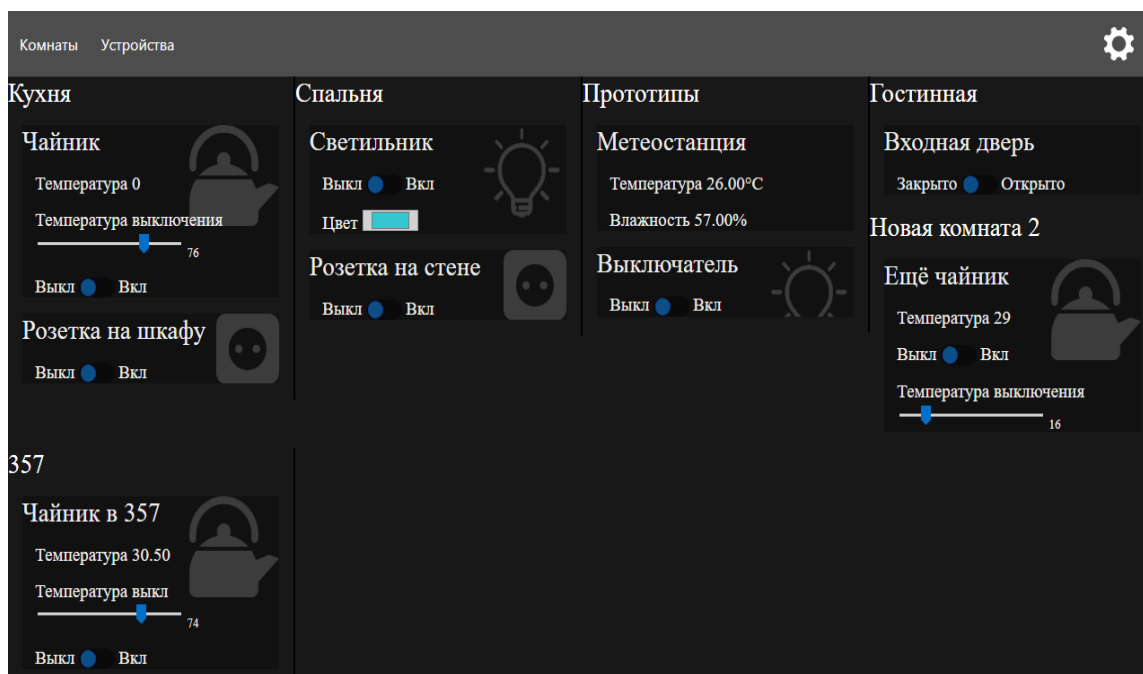 Комнаты Устройства
Кухня
Чайник
Температура 0
Температура выключения
76
Выкл Вкл
Розетка на шкафу
Выкл Вкл
Спальня
Светильник
Выкл Вкл
Цвет
Розетка на стене
Выкл Вкл
Прототипы
Метеостанция
Температура 26.00°C
Влажность 57.00%
Выключатель
Выкл Вкл
Гостинная
Входная дверь
Закрыто Открыто
Новая комната 2
Ещё чайник
Температура 29
Выкл Вкл
Температура выключения
16
357
Чайник в 357
Температура 30.50
Температура выкл
74
Выкл Вкл